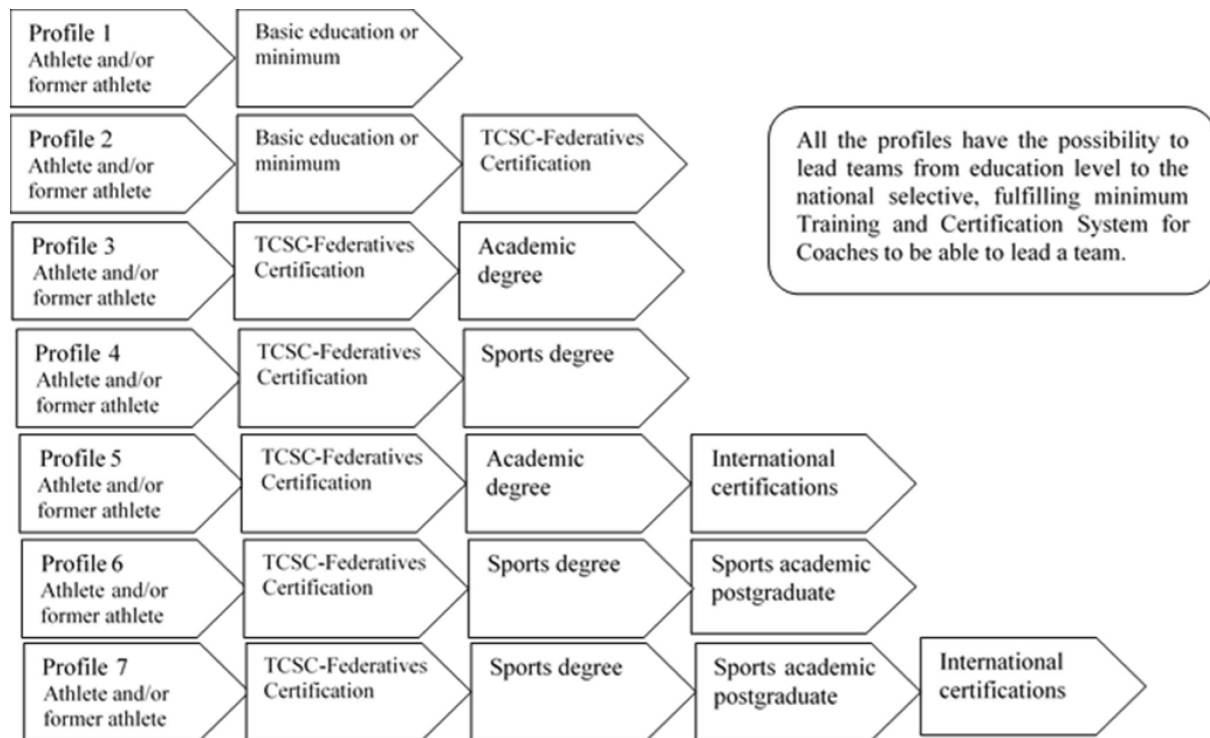 Profile 1
Athlete and/or
former athlete
Basic education or
minimum
Profile 2
Athlete and/or
former athlete
Basic education or
minimum
TCSC-Federatives
Certification
Profile 3
Athlete and/or
former athlete
TCSC-Federatives
Certification
Academic
degree
Profile 4
Athlete and/or
former athlete
TCSC-Federatives
Certification
Sports degree
Profile 5
Athlete and/or
former athlete
TCSC-Federatives
Certification
Academic
degree
International
certifications
Profile 6
Athlete and/or
former athlete
TCSC-Federatives
Certification
Sports degree
Sports academic
postgraduate
Profile 7
Athlete and/or
former athlete
TCSC-Federatives
Certification
Sports degree
Sports academic
postgraduate
International
certifications
All the profiles have the possibility to
lead teams from education level to the
national selective, fulfilling minimum
Training and Certification System for
Coaches to be able to lead a team.